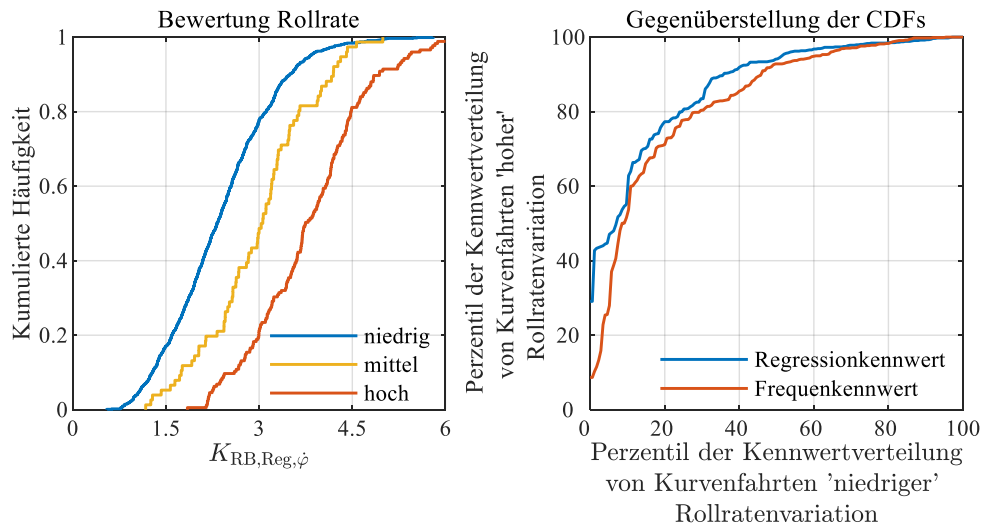 Bewertung Rollrate
Kumulierte Häufigkeit
1
0.8
0.6
0.4
0.2
0
niedrig
mittel
hoch
0
1.5
3
4.5
6
K_RB,Reg,φ̇
Gegenüberstellung der CDFs
Perzentil der Kennwertverteilung
von Kurvenfahrten 'hoher'
Rollratenvariation
100
80
60
40
20
0
Regressionkennwert
Frequenkennwert
0
20
40
60
80
100
Perzentil der Kennwertverteilung
von Kurvenfahrten 'niedriger'
Rollratenvariation